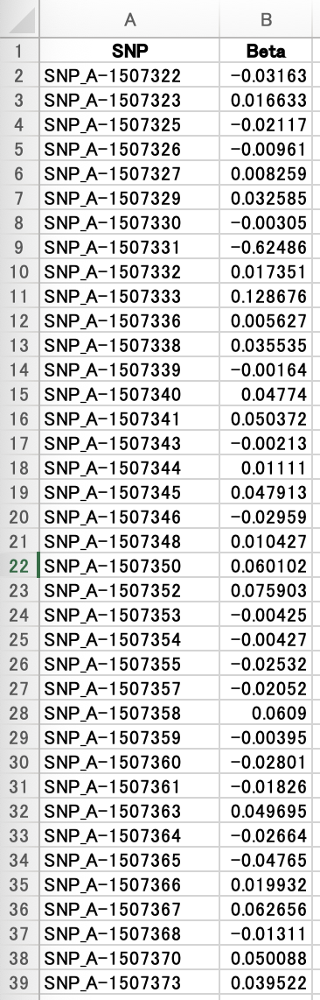 A B
1 SNP Beta
2 SNP_A-1507322 -0.03163
3 SNP_A-1507323 0.016633
4 SNP_A-1507325 -0.02117
5 SNP_A-1507326 -0.00961
6 SNP_A-1507327 0.008259
7 SNP_A-1507329 0.032585
8 SNP_A-1507330 -0.00305
9 SNP_A-1507331 -0.62486
10 SNP_A-1507332 0.017351
11 SNP_A-1507333 0.128676
12 SNP_A-1507336 0.005627
13 SNP_A-1507338 0.035535
14 SNP_A-1507339 -0.00164
15 SNP_A-1507340 0.04774
16 SNP_A-1507341 0.050372
17 SNP_A-1507343 -0.00213
18 SNP_A-1507344 0.01111
19 SNP_A-1507345 0.047913
20 SNP_A-1507346 -0.02959
21 SNP_A-1507348 0.010427
22 SNP_A-1507350 0.060102
23 SNP_A-1507352 0.075903
24 SNP_A-1507353 -0.00425
25 SNP_A-1507354 -0.00427
26 SNP_A-1507355 -0.02532
27 SNP_A-1507357 -0.02052
28 SNP_A-1507358 0.0609
29 SNP_A-1507359 -0.00395
30 SNP_A-1507360 -0.02801
31 SNP_A-1507361 -0.01826
32 SNP_A-1507363 0.049695
33 SNP_A-1507364 -0.02664
34 SNP_A-1507365 -0.04765
35 SNP_A-1507366 0.019932
36 SNP_A-1507367 0.062656
37 SNP_A-1507368 -0.01311
38 SNP_A-1507370 0.050088
39 SNP_A-1507373 0.039522